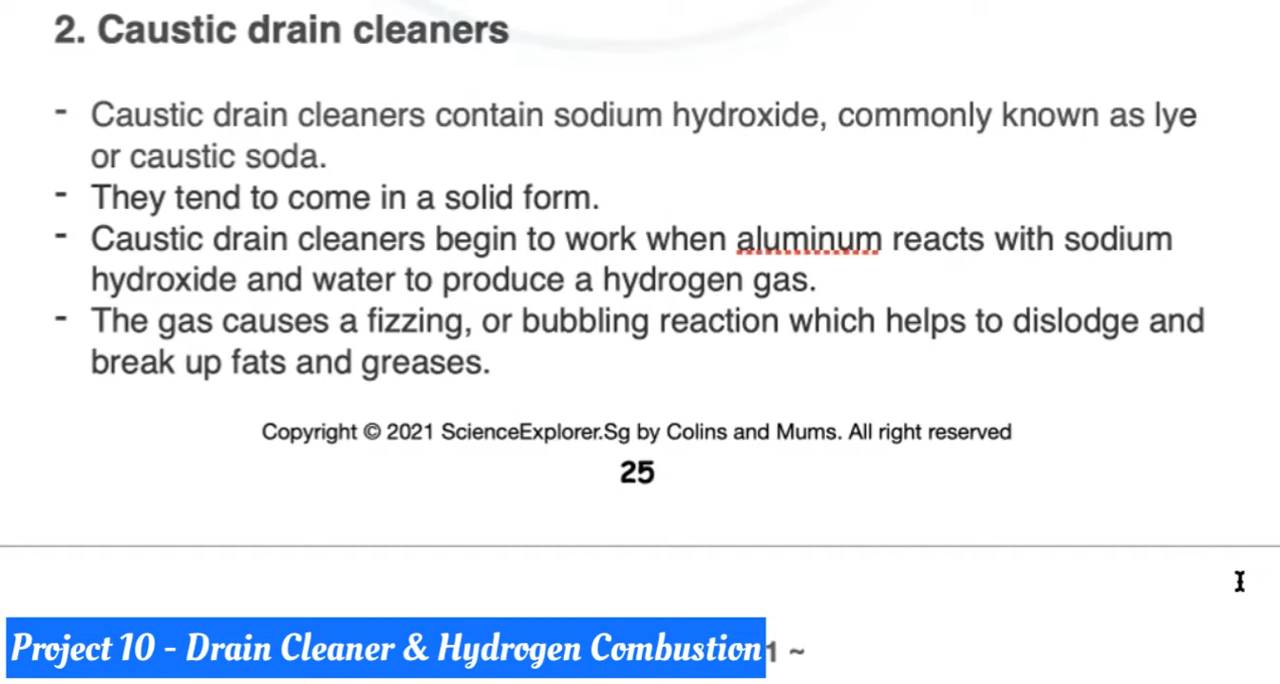 2. Caustic drain cleaners
- Caustic drain cleaners contain sodium hydroxide, commonly known as lye
or caustic soda.
- They tend to come in a solid form.
- Caustic drain cleaners begin to work when aluminum reacts with sodium
hydroxide and water to produce a hydrogen gas.
- The gas causes a fizzing, or bubbling reaction which helps to dislodge and
break up fats and greases.
Copyright © 2021 ScienceExplorer.Sg by Colins and Mums. All right reserved
25
Project 10 - Drain Cleaner & Hydrogen Combustion
1 ~